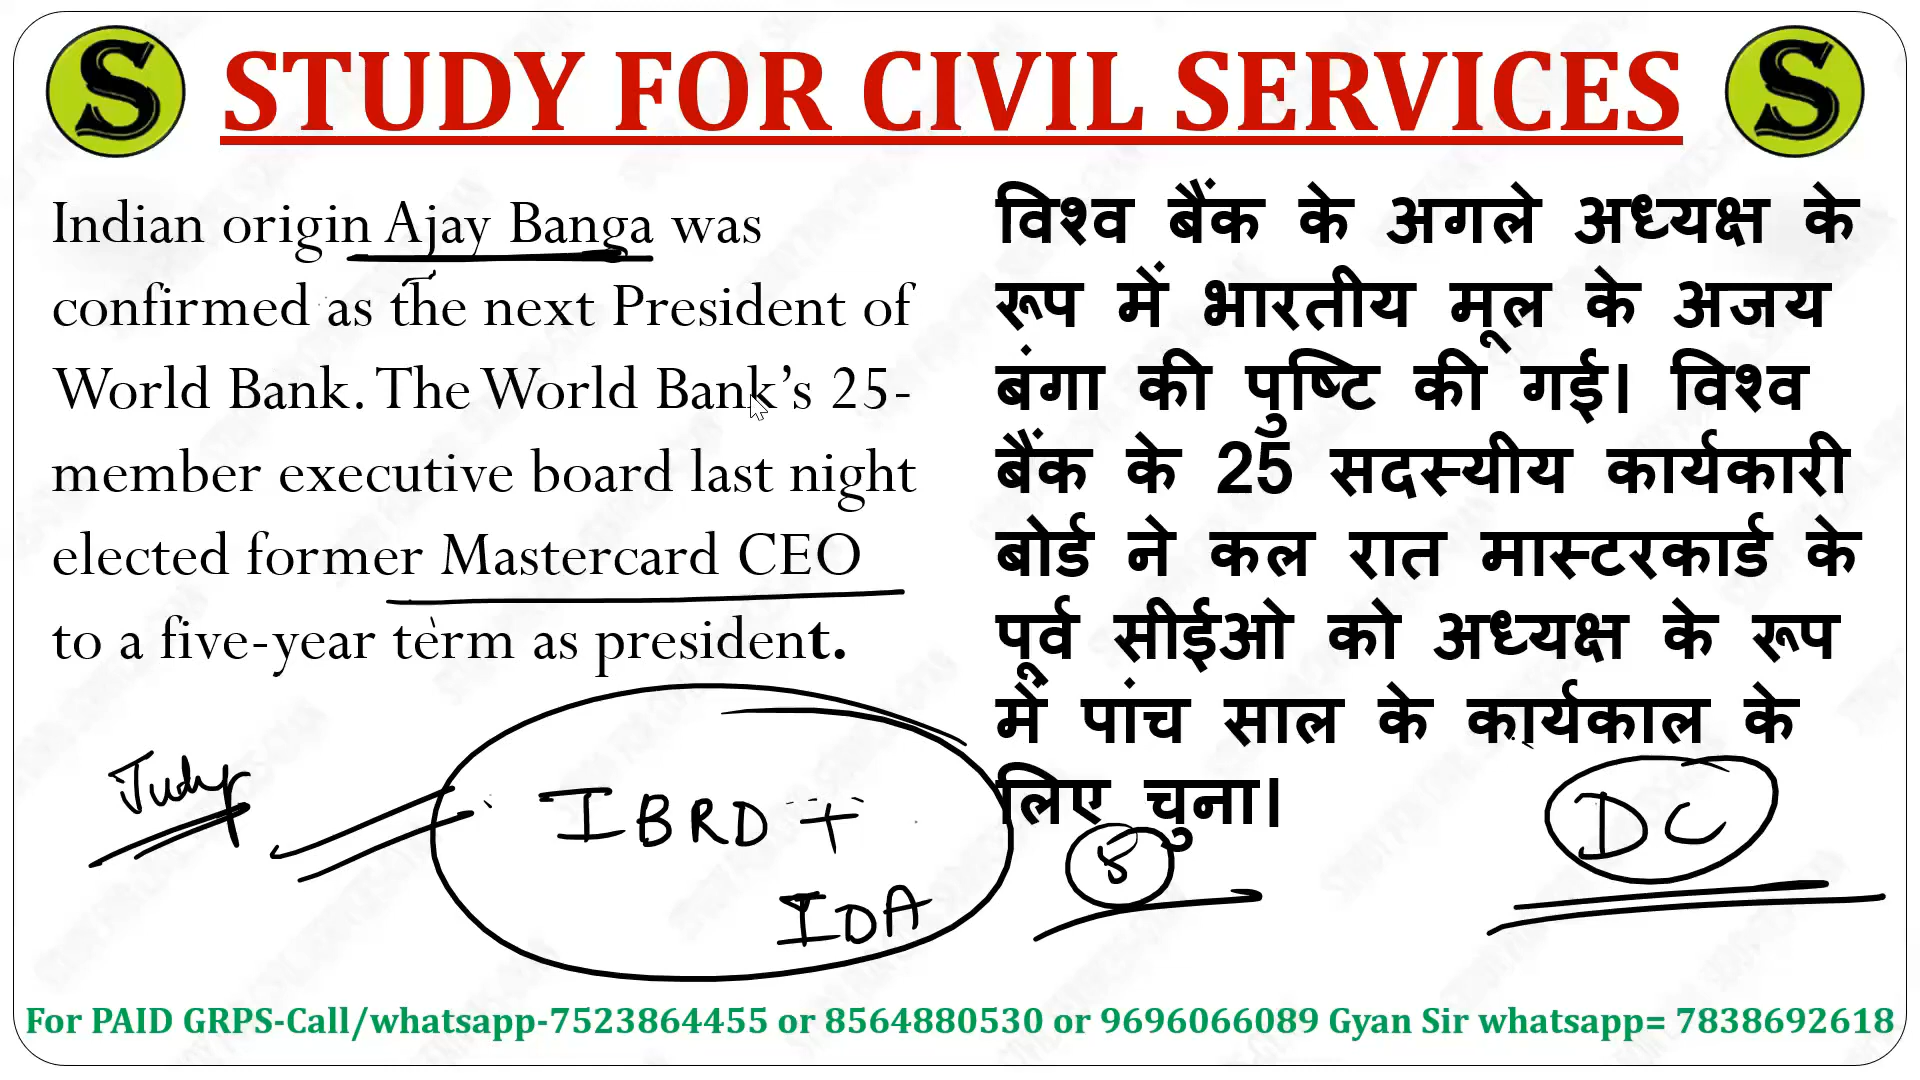 S
STUDY FOR CIVIL SERVICES
S
Indian origin Ajay Banga was
confirmed as the next President of
World Bank. The World Bank's 25-
member executive board last night
elected former Mastercard CEO
to a five-year term as president.
विश्व बैंक के अगले अध्यक्ष के
रूप में भारतीय मूल के अजय
बंगा की पुष्टि की गई। विश्व
बैंक के 25 सदस्यीय कार्यकारी
बोर्ड ने कल रात मास्टरकार्ड के
पूर्व सीईओ को अध्यक्ष के रूप
में पांच साल के कार्यकाल के
लिए चुना।
IBRD +
IDA
DC
For PAID GRPS-Call/whatsapp-7523864455 or 8564880530 or 9696066089 Gyan Sir whatsapp= 7838692618